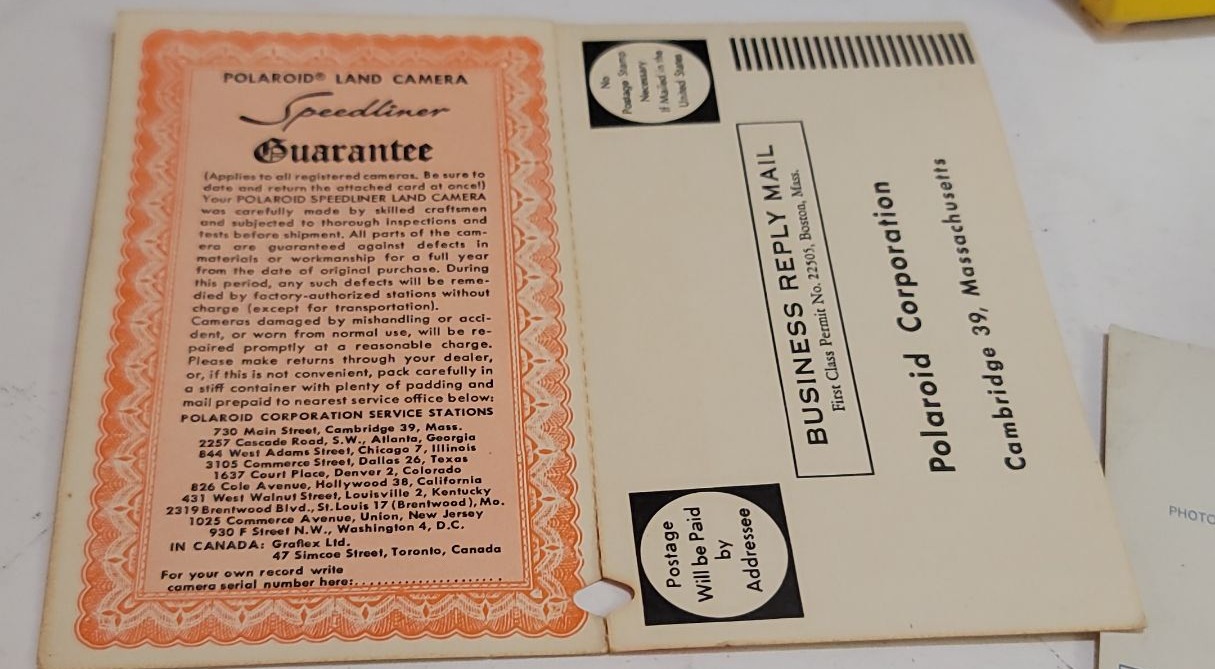 POLAROID® LAND CAMERA
Speedliner
Guarantee
(Applies to all registered cameras. Be sure to
date and return the attached card at once!)
Your POLAROID SPEEDLINER LAND CAMERA
was carefully made by skilled craftsmen
and subjected to thorough inspections and
tests before shipment. All parts of the cam-
era are guaranteed against defects in
materials or workmanship for a full year
from the date of original purchase. During
this period, any such defects will be reme-
died by factory-authorized stations without
charge (except for transportation).
Cameras damaged by mishandling or acci-
dent, or worn from normal use, will be re-
paired promptly at a reasonable charge.
Please make returns through your dealer,
or, if this is not convenient, pack carefully in
a stiff container with plenty of padding and
mail prepaid to nearest service office below:
POLAROID CORPORATION SERVICE STATIONS
730 Main Street, Cambridge 39, Mass.
2257 Cascade Road, S.W., Atlanta, Georgia
844 West Adams Street, Chicago 7, Illinois
3105 Commerce Street, Dallas 26, Texas
1637 Court Place, Denver 2, Colorado
826 Cole Avenue, Hollywood 38, California
431 West Walnut Street, Louisville 2, Kentucky
2319 Brentwood Blvd., St. Louis 17 (Brentwood), Mo.
1025 Commerce Avenue, Union, New Jersey
930 F Street N.W., Washington 4, D.C.
IN CANADA: Graflex Ltd.
47 Simcoe Street, Toronto, Canada
For your own record write
camera serial number here:........................
No
Postage Stamp
Necessary
If Mailed in the
United States
BUSINESS REPLY MAIL
First Class Permit No. 22505, Boston, Mass.
Polaroid Corporation
Cambridge 39, Massachusetts
Postage
Will be Paid
by
Addressee
PHOTO